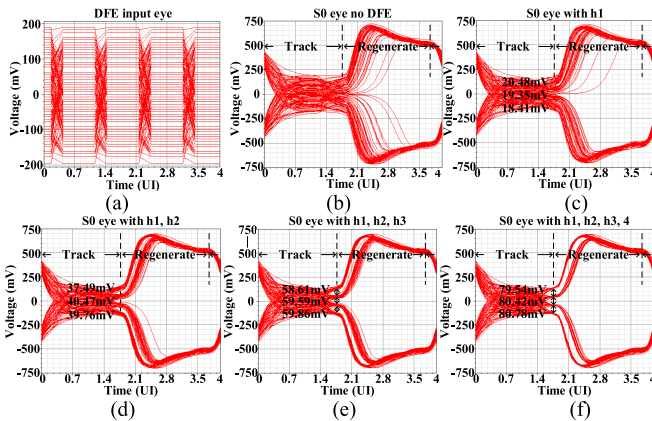 DFE input eye
S0 eye no DFE
S0 eye with h1
Voltage (mV)
200
100
0
-100
-200
0 0.7 1.4 2.1 2.8 3.5 4
Time (UI)
(a)
Voltage (mV)
750
500
250
0
-250
-500
-750
Track
Regenerate
0 0.7 1.4 2.1 2.8 3.5 4
Time (UI)
(b)
Voltage (mV)
750
500
250
0
-250
-500
-750
Track
Regenerate
20.48mV
19.35mV
18.41mV
0 0.7 1.4 2.1 2.8 3.5 4
Time (UI)
(c)
S0 eye with h1, h2
S0 eye with h1, h2, h3
S0 eye with h1, h2, h3, 4
Voltage (mV)
750
500
250
0
-250
-500
-750
Track
Regenerate
37.49mV
40.47mV
39.76mV
0 0.7 1.4 2.1 2.8 3.5 4
Time (UI)
(d)
Voltage (mV)
750
500
250
0
-250
-500
-750
Track
Regenerate
58.61mV
59.59mV
59.86mV
0 0.7 1.4 2.1 2.8 3.5 4
Time (UI)
(e)
Voltage (mV)
750
500
250
0
-250
-500
-750
Track
Regenerate
79.54mV
80.42mV
80.78mV
0 0.7 1.4 2.1 2.8 3.5 4
Time (UI)
(f)